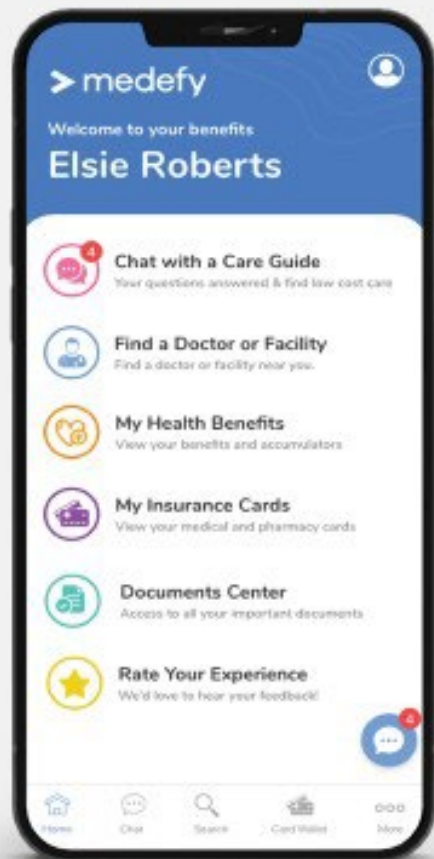 medefy
Welcome to your benefits
Elsie Roberts
4
Chat with a Care Guide
Your questions answered & find low cost care
Find a Doctor or Facility
Find a doctor or facility near you.
My Health Benefits
View your benefits and accumulators
My Insurance Cards
View your medical and pharmacy cards
Documents Center
Access to all your important documents
Rate Your Experience
We'd love to hear your feedback!
4
Home Chat Search Card Wallet More